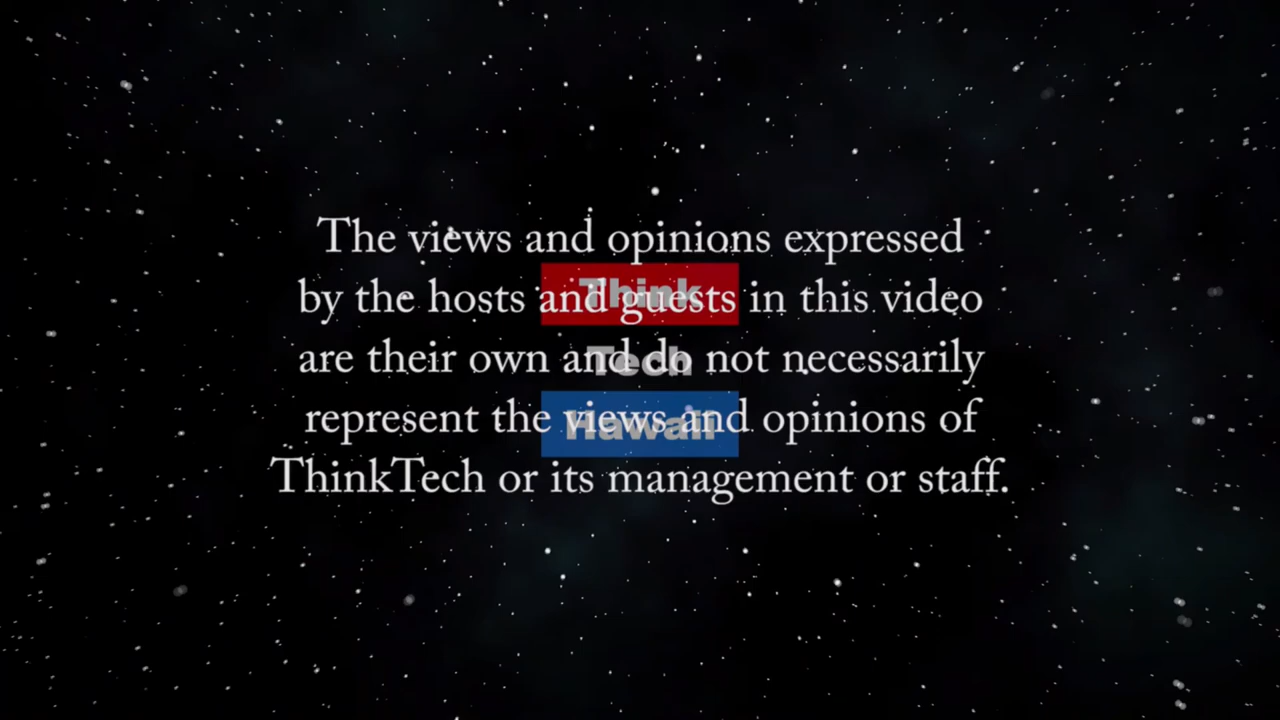 The views and opinions expressed
by the hosts and guests in this video
are their own and do not necessarily
represent the views and opinions of
ThinkTech or its management or staff.
Think
Tech
Hawaii